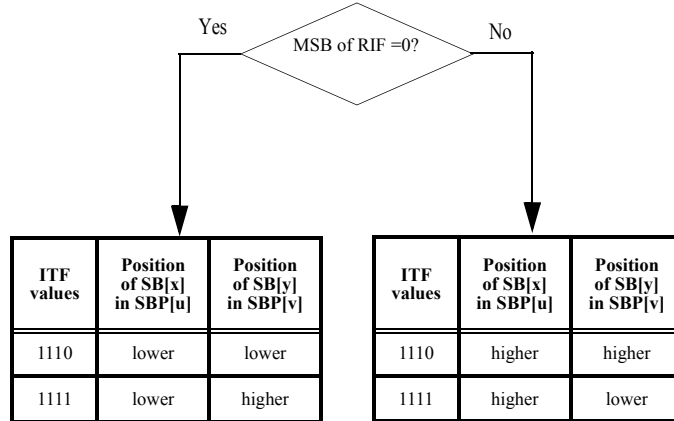 Yes
MSB of RIF =0?
No
ITF values
Position of SB[x] in SBP[u]
Position of SB[y] in SBP[v]
1110
lower
lower
1111
lower
higher
ITF values
Position of SB[x] in SBP[u]
Position of SB[y] in SBP[v]
1110
higher
higher
1111
higher
lower